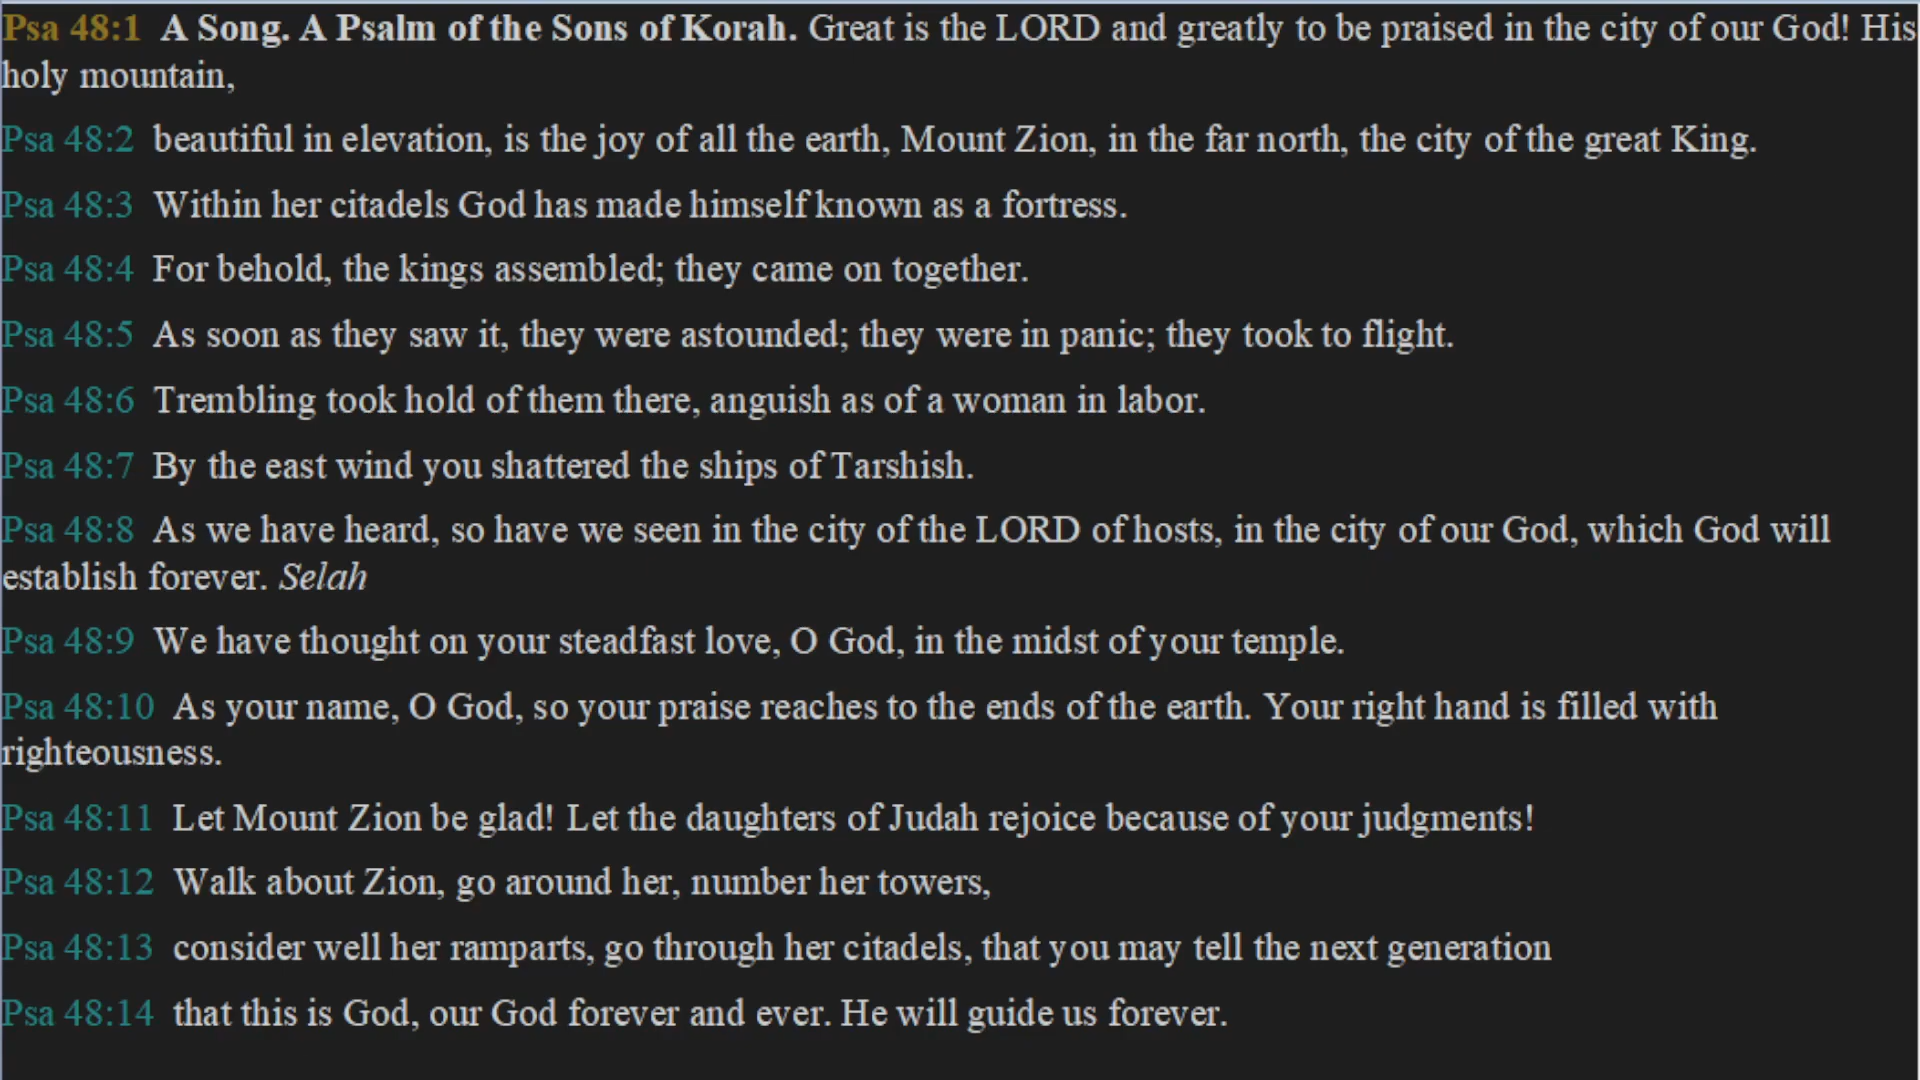 Psa 48:1 A Song. A Psalm of the Sons of Korah. Great is the LORD and greatly to be praised in the city of our God! His
holy mountain,
Psa 48:2 beautiful in elevation, is the joy of all the earth, Mount Zion, in the far north, the city of the great King.
Psa 48:3 Within her citadels God has made himself known as a fortress.
Psa 48:4 For behold, the kings assembled; they came on together.
Psa 48:5 As soon as they saw it, they were astounded; they were in panic; they took to flight.
Psa 48:6 Trembling took hold of them there, anguish as of a woman in labor.
Psa 48:7 By the east wind you shattered the ships of Tarshish.
Psa 48:8 As we have heard, so have we seen in the city of the LORD of hosts, in the city of our God, which God will
establish forever. Selah
Psa 48:9 We have thought on your steadfast love, O God, in the midst of your temple.
Psa 48:10 As your name, O God, so your praise reaches to the ends of the earth. Your right hand is filled with
righteousness.
Psa 48:11 Let Mount Zion be glad! Let the daughters of Judah rejoice because of your judgments!
Psa 48:12 Walk about Zion, go around her, number her towers,
Psa 48:13 consider well her ramparts, go through her citadels, that you may tell the next generation
Psa 48:14 that this is God, our God forever and ever. He will guide us forever.